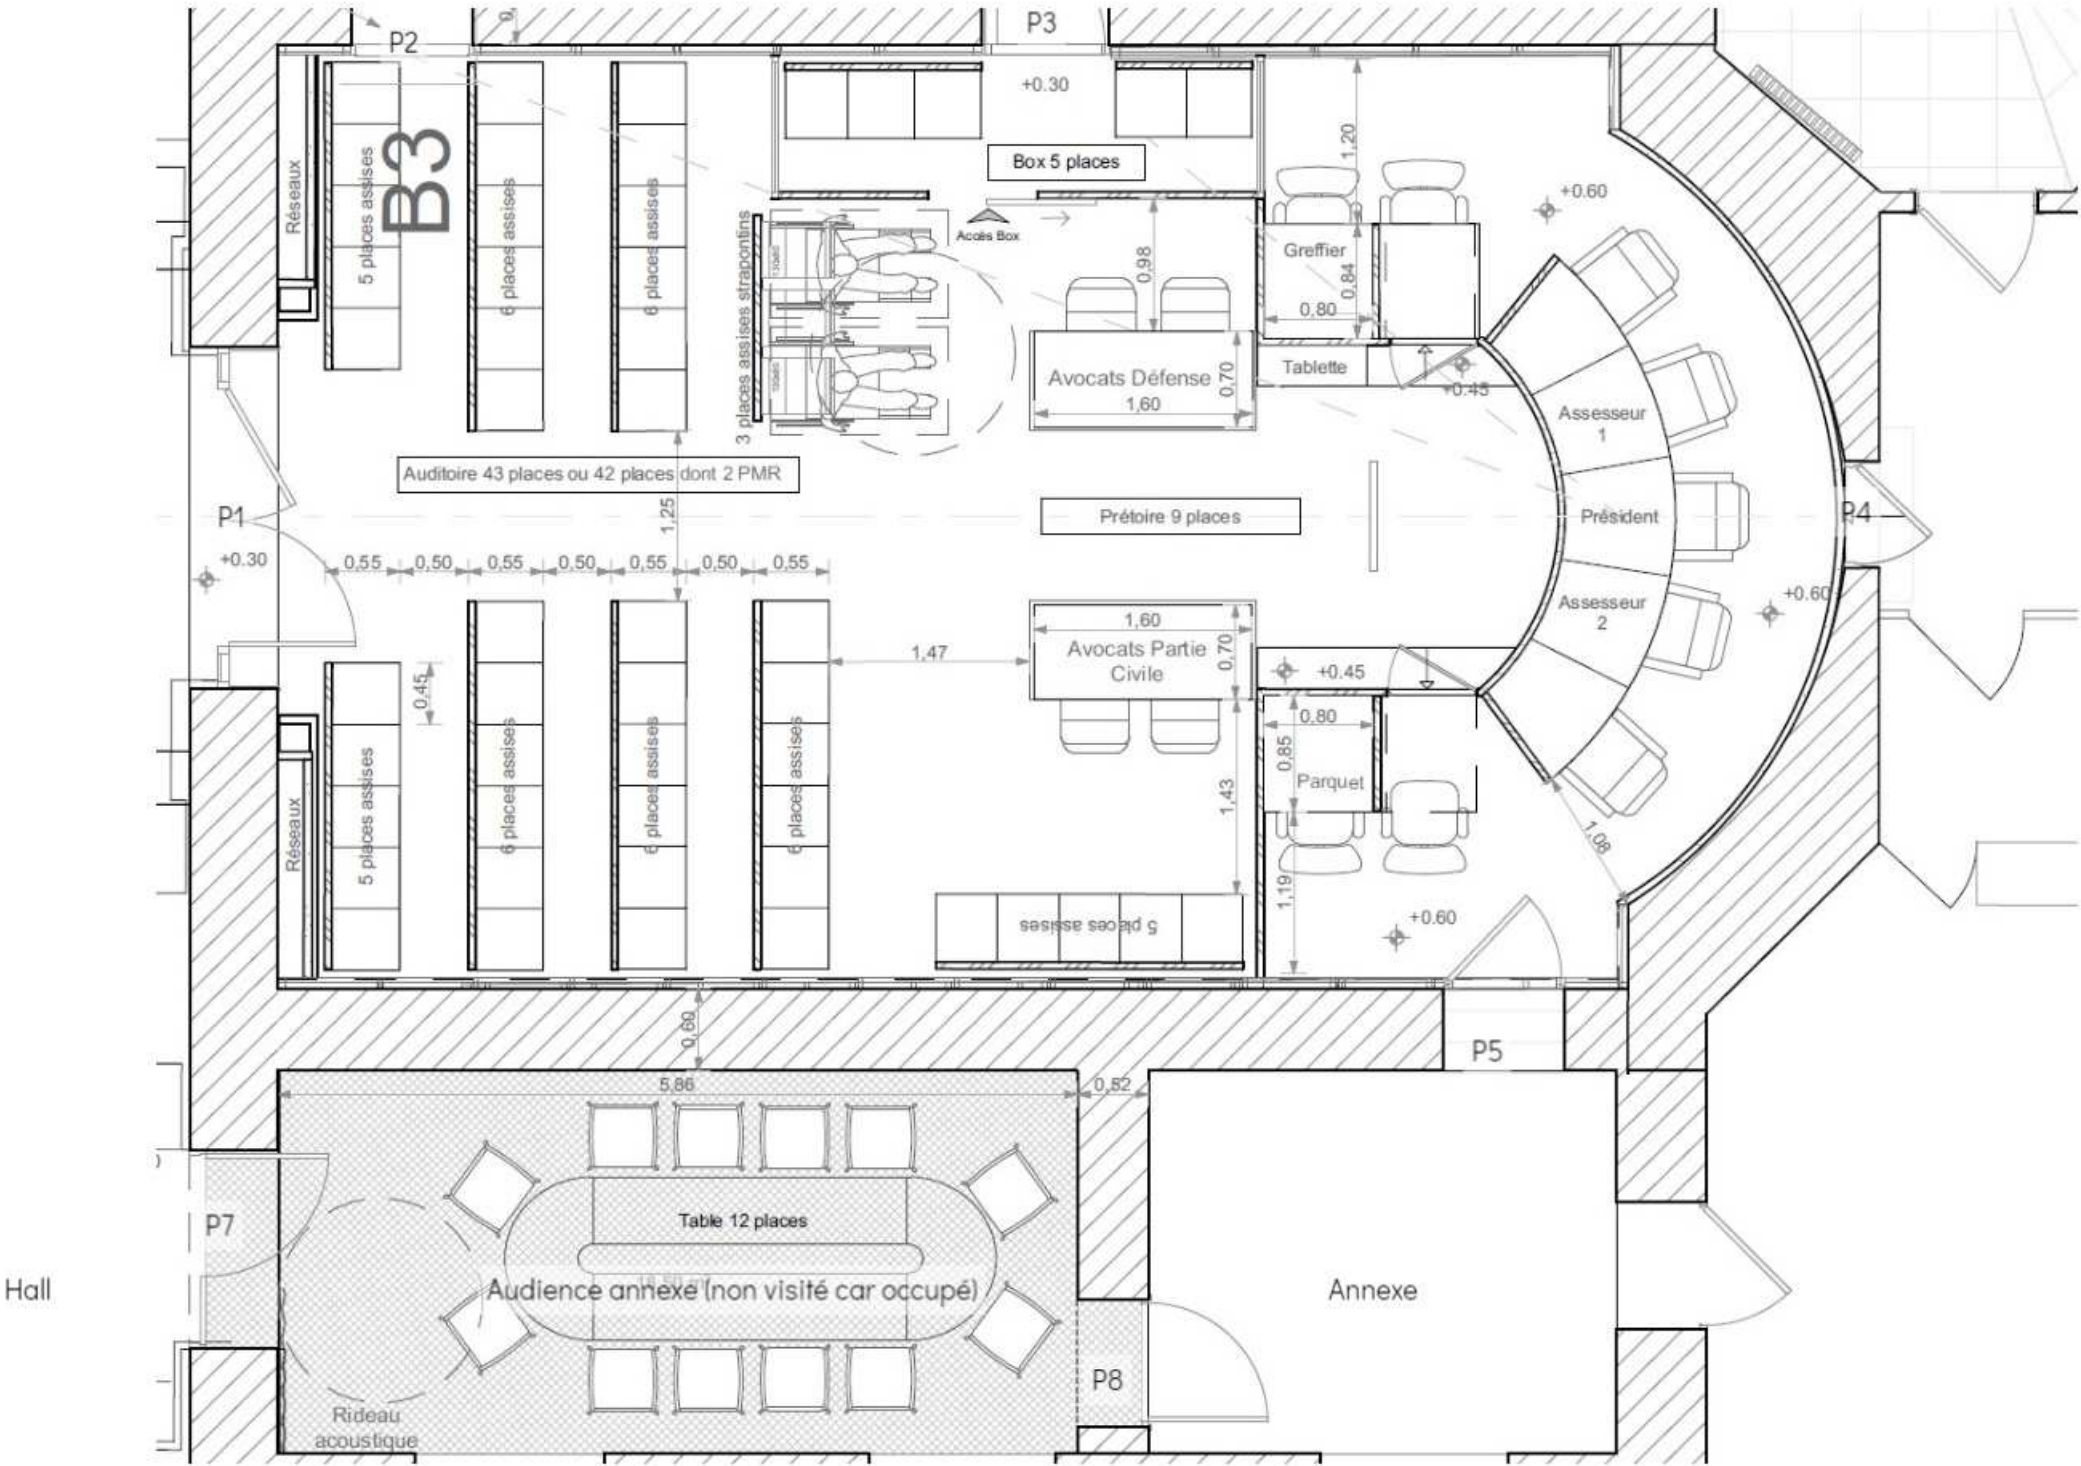 P2
P3
+0.30
Réseaux
5 places assises
B3
6 places assises
6 places assises
Box 5 places
1,20
+0.60
3 places assises strapontins
Accès Box
0,98
Greffier
0,84
0,80
Avocats Défense
0,70
1,60
Tablette
+0.45
Assesseur
1
Auditoire 43 places ou 42 places dont 2 PMR
1,25
Prétoire 9 places
Président
P1
P4
+0.30
0,55
0,50
0,55
0,50
0,55
0,50
0,55
Assesseur
2
+0.60
1,60
Avocats Partie
Civile
0,70
1,47
+0.45
0,45
0,80
0,85
Parquet
Réseaux
5 places assises
6 places assises
6 places assises
6 places assises
1,43
1,08
1,19
5 places assises
+0.60
0,60
P5
5,86
0,52
P7
Table 12 places
Hall
Audience annexe (non visité car occupé)
Annexe
P8
Rideau
acoustique